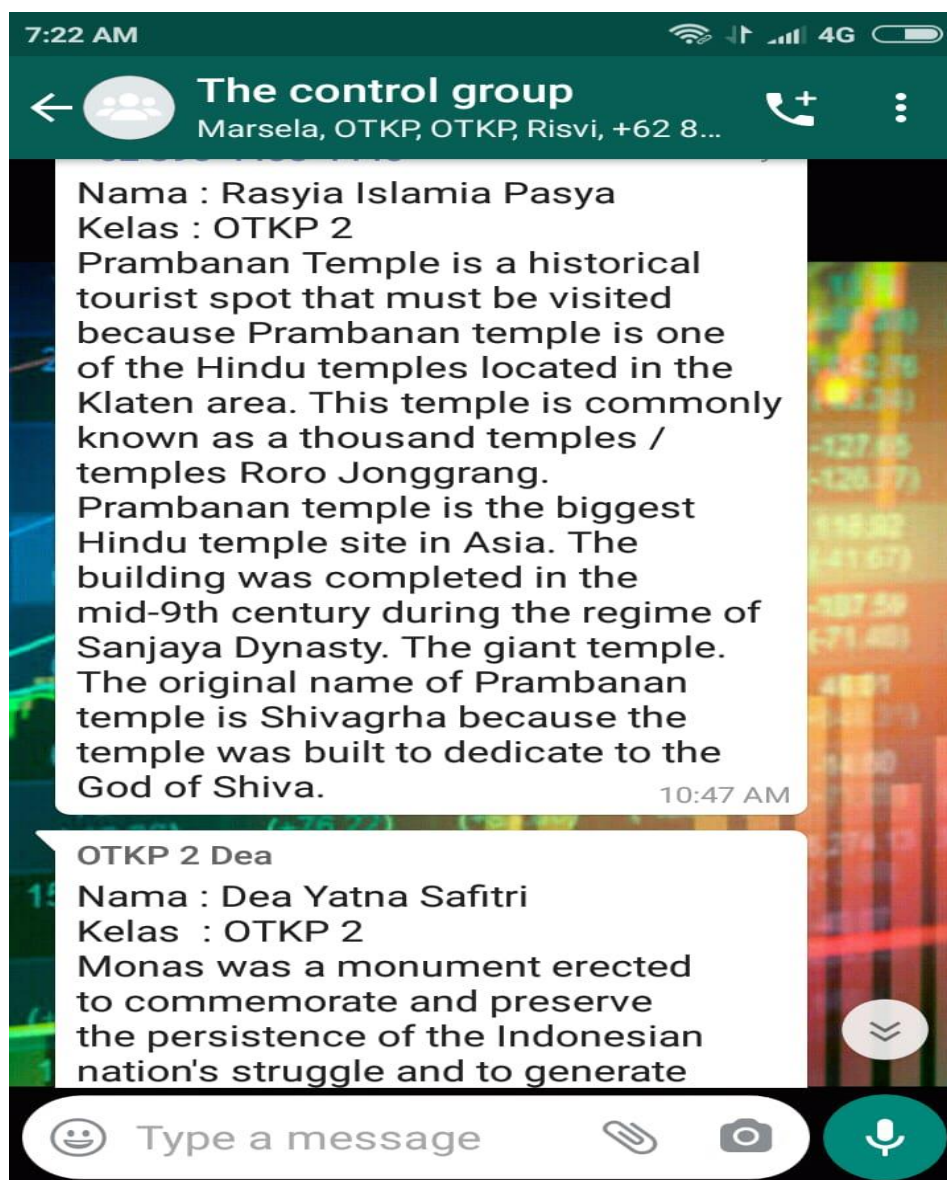 7:22 AM
4G
The control group
Marsela, OTKP, OTKP, Risvi, +62 8...
Nama : Rasyia Islamia Pasya
Kelas : OTKP 2
Prambanan Temple is a historical
tourist spot that must be visited
because Prambanan temple is one
of the Hindu temples located in the
Klaten area. This temple is commonly
known as a thousand temples /
temples Roro Jonggrang.
Prambanan temple is the biggest
Hindu temple site in Asia. The
building was completed in the
mid-9th century during the regime of
Sanjaya Dynasty. The giant temple.
The original name of Prambanan
temple is Shivagrha because the
temple was built to dedicate to the
God of Shiva.
10:47 AM
OTKP 2 Dea
Nama : Dea Yatna Safitri
Kelas : OTKP 2
Monas was a monument erected
to commemorate and preserve
the persistence of the Indonesian
nation's struggle and to generate
Type a message